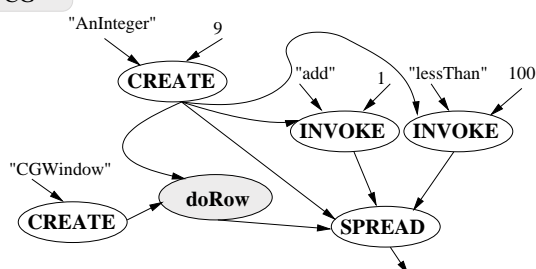 "AnInteger"
9
CREATE
"add"
1
"lessThan"
100
INVOKE
INVOKE
"CGWindow"
doRow
CREATE
SPREAD